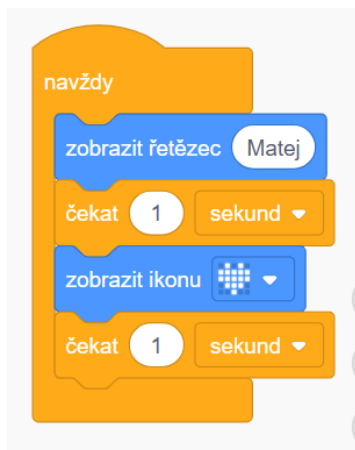 navždy
zobrazit řetězec Matej
čekat 1 sekund
zobrazit ikonu
čekat 1 sekund